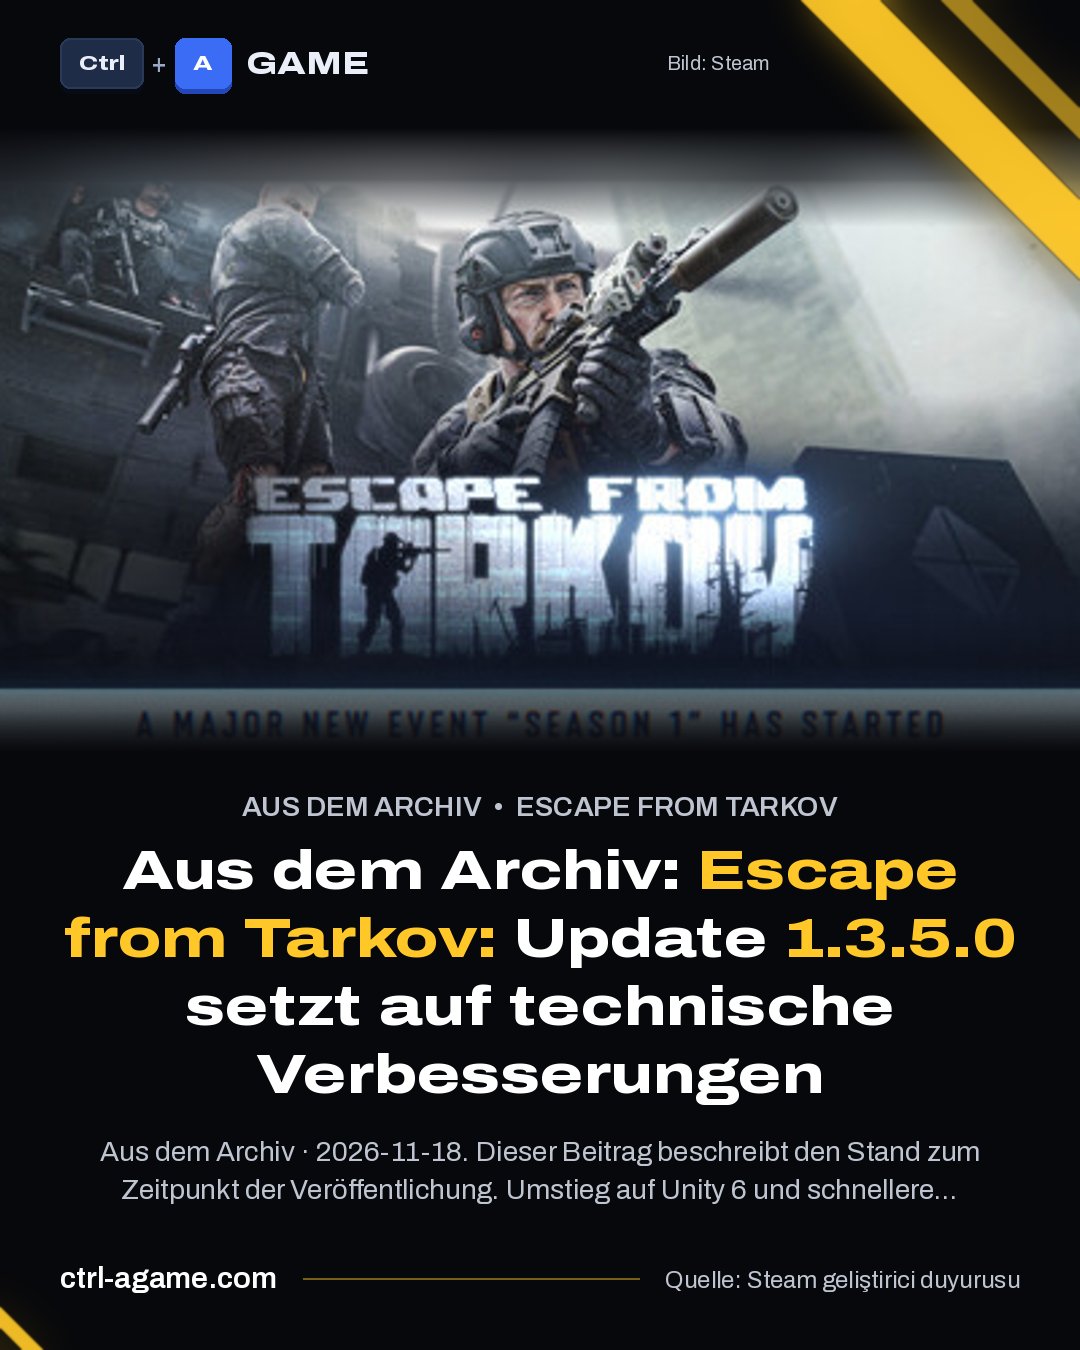 Ctrl + A GAME
Bild: Steam
ESCAPE FROM
TARKOV
A MAJOR NEW EVENT "SEASON 1" HAS STARTED
AUS DEM ARCHIV • ESCAPE FROM TARKOV
Aus dem Archiv: Escape
from Tarkov: Update 1.3.5.0
setzt auf technische
Verbesserungen
Aus dem Archiv · 2026-11-18. Dieser Beitrag beschreibt den Stand zum
Zeitpunkt der Veröffentlichung. Umstieg auf Unity 6 und schnellere...
ctrl-agame.com
Quelle: Steam geliştirici duyurusu